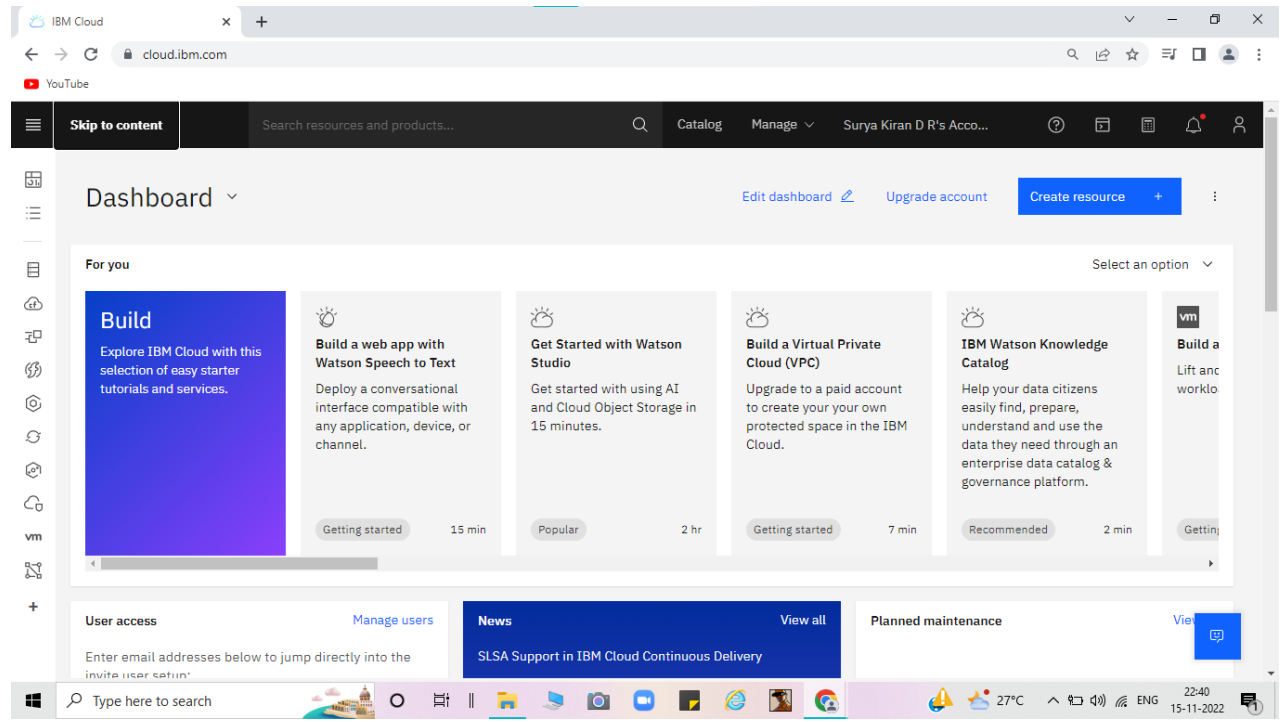 IBM Cloud
cloud.ibm.com
YouTube
Skip to content
Search resources and products...
Catalog
Manage
Surya Kiran D R's Acco...
Dashboard
Edit dashboard
Upgrade account
Create resource +
For you
Select an option
Build
Explore IBM Cloud with this
selection of easy starter
tutorials and services.
Build a web app with
Watson Speech to Text
Deploy a conversational
interface compatible with
any application, device, or
channel.
Getting started 15 min
Get Started with Watson
Studio
Get started with using AI
and Cloud Object Storage in
15 minutes.
Popular 2 hr
Build a Virtual Private
Cloud (VPC)
Upgrade to a paid account
to create your your own
protected space in the IBM
Cloud.
Getting started 7 min
IBM Watson Knowledge
Catalog
Help your data citizens
easily find, prepare,
understand and use the
data they need through an
enterprise data catalog &
governance platform.
Recommended 2 min
vm
Build a
Lift and
worklo
Getting
vm
User access Manage users
Enter email addresses below to jump directly into the
invite user setup:
News View all
SLSA Support in IBM Cloud Continuous Delivery
Planned maintenance
Type here to search
27°C
ENG
22:40
15-11-2022